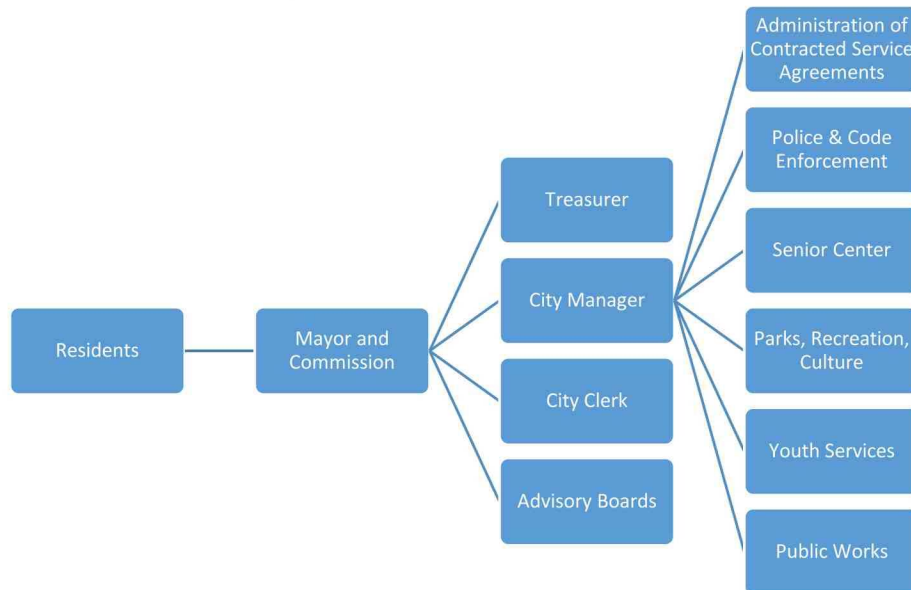 Residents
Mayor and
Commission
Treasurer
City Manager
City Clerk
Advisory Boards
Administration of
Contracted Service
Agreements
Police & Code
Enforcement
Senior Center
Parks, Recreation,
Culture
Youth Services
Public Works